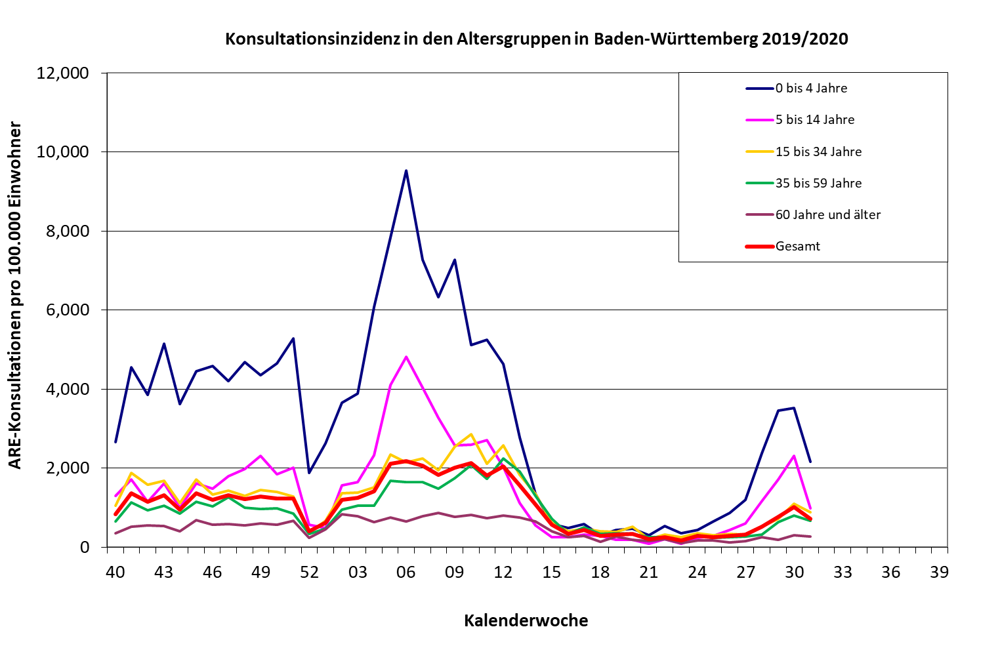 Konsultationsinzidenz in den Altersgruppen in Baden-Württemberg 2019/2020
ARE-Konsultationen pro 100.000 Einwohner
12,000
10,000
8,000
6,000
4,000
2,000
0
0 bis 4 Jahre
5 bis 14 Jahre
15 bis 34 Jahre
35 bis 59 Jahre
60 Jahre und älter
Gesamt
40 43 46 49 52 03 06 09 12 15 18 21 24 27 30 33 36 39
Kalenderwoche